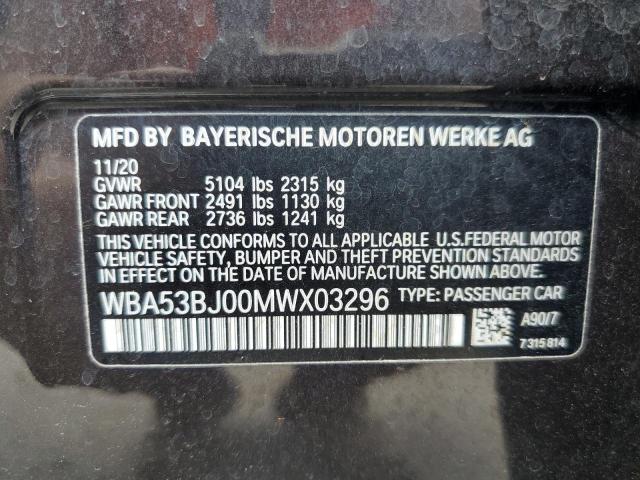 MFD BY BAYERISCHE MOTOREN WERKE AG
11/20
GVWR 5104 lbs 2315 kg
GAWR FRONT 2491 lbs 1130 kg
GAWR REAR 2736 lbs 1241 kg
THIS VEHICLE CONFORMS TO ALL APPLICABLE U.S.FEDERAL MOTOR
VEHICLE SAFETY, BUMPER AND THEFT PREVENTION STANDARDS
IN EFFECT ON THE DATE OF MANUFACTURE SHOWN ABOVE.
WBA53BJ00MWX03296 TYPE: PASSENGER CAR
A90/7
7315814